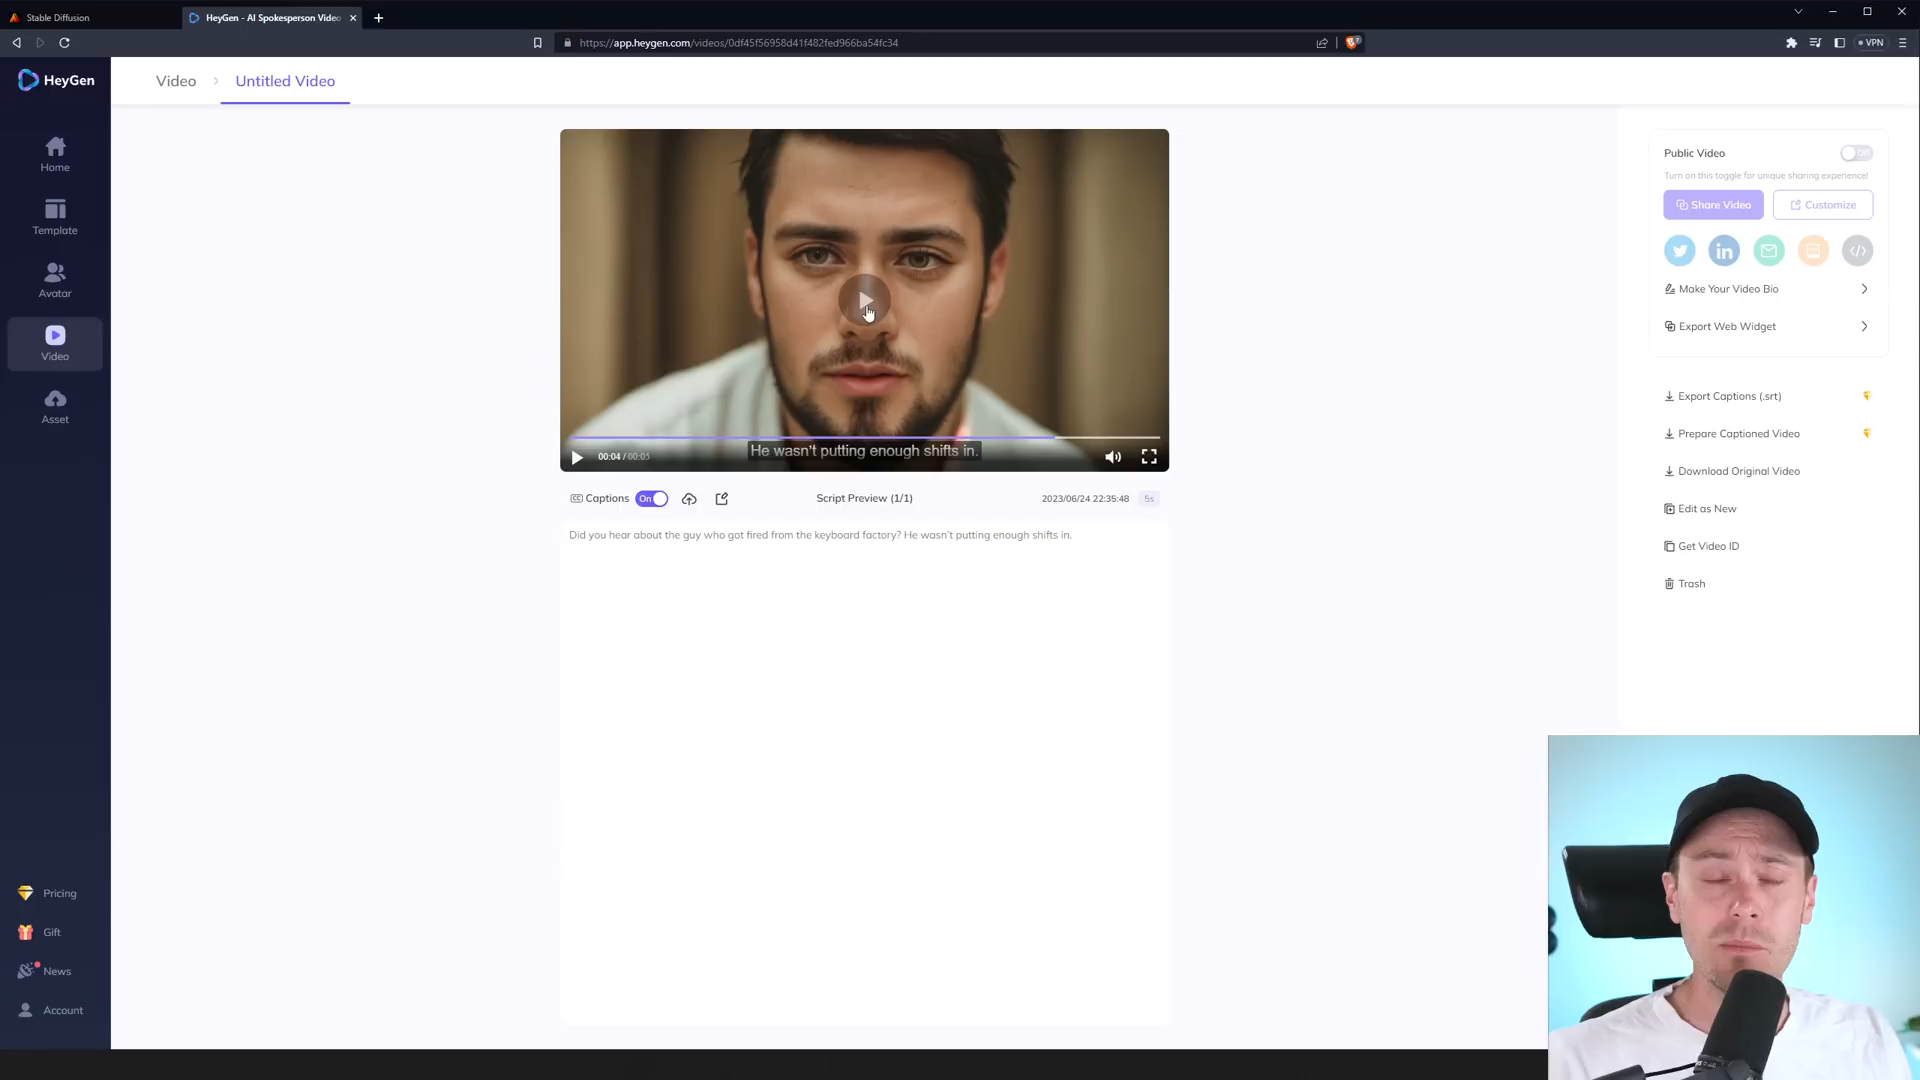 Stable Diffusion
HeyGen - AI Spokesperson Video
https://app.heygen.com/videos/0df45f56958d41f482fed966ba54fc34
VPN
HeyGen
Video
Untitled Video
Home
Template
Avatar
Video
Asset
Pricing
Gift
News
Account
He wasn't putting enough shifts in.
00:04 / 00:05
Captions
On
Script Preview (1/1)
2023/06/24 22:35:48
5s
Did you hear about the guy who got fired from the keyboard factory? He wasn't putting enough shifts in.
Public Video
Off
Turn on this toggle for unique sharing experience!
Share Video
Customize
Make Your Video Bio
Export Web Widget
Export Captions (.srt)
Prepare Captioned Video
Download Original Video
Edit as New
Get Video ID
Trash